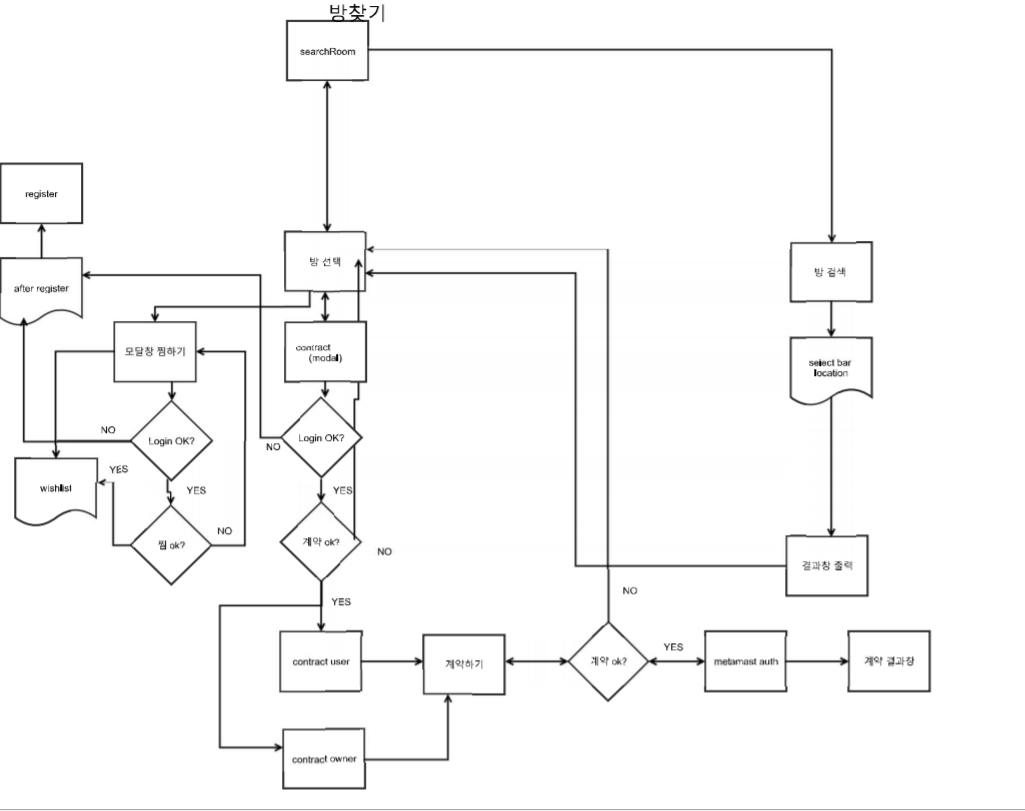 방찾기
searchRoom
register
방 선택
방 검색
after register
모달창 찜하기
contract
(modal)
select bar
location
Login OK?
NO
YES
Login OK?
NO
YES
wishlist
YES
찜 ok?
NO
계약 ok?
NO
결과창 출력
YES
NO
contract user
계약하기
계약 ok?
YES
metamast auth
계약 결과창
contract owner